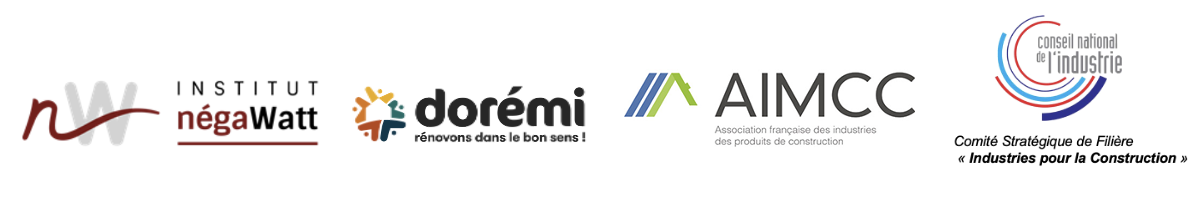 nW
INSTITUT
négaWatt
dorémi
rénovons dans le bon sens !
AIMCC
Association française des industries
des produits de construction
conseil national
de l'industrie
Comité Stratégique de Filière
« Industries pour la Construction »